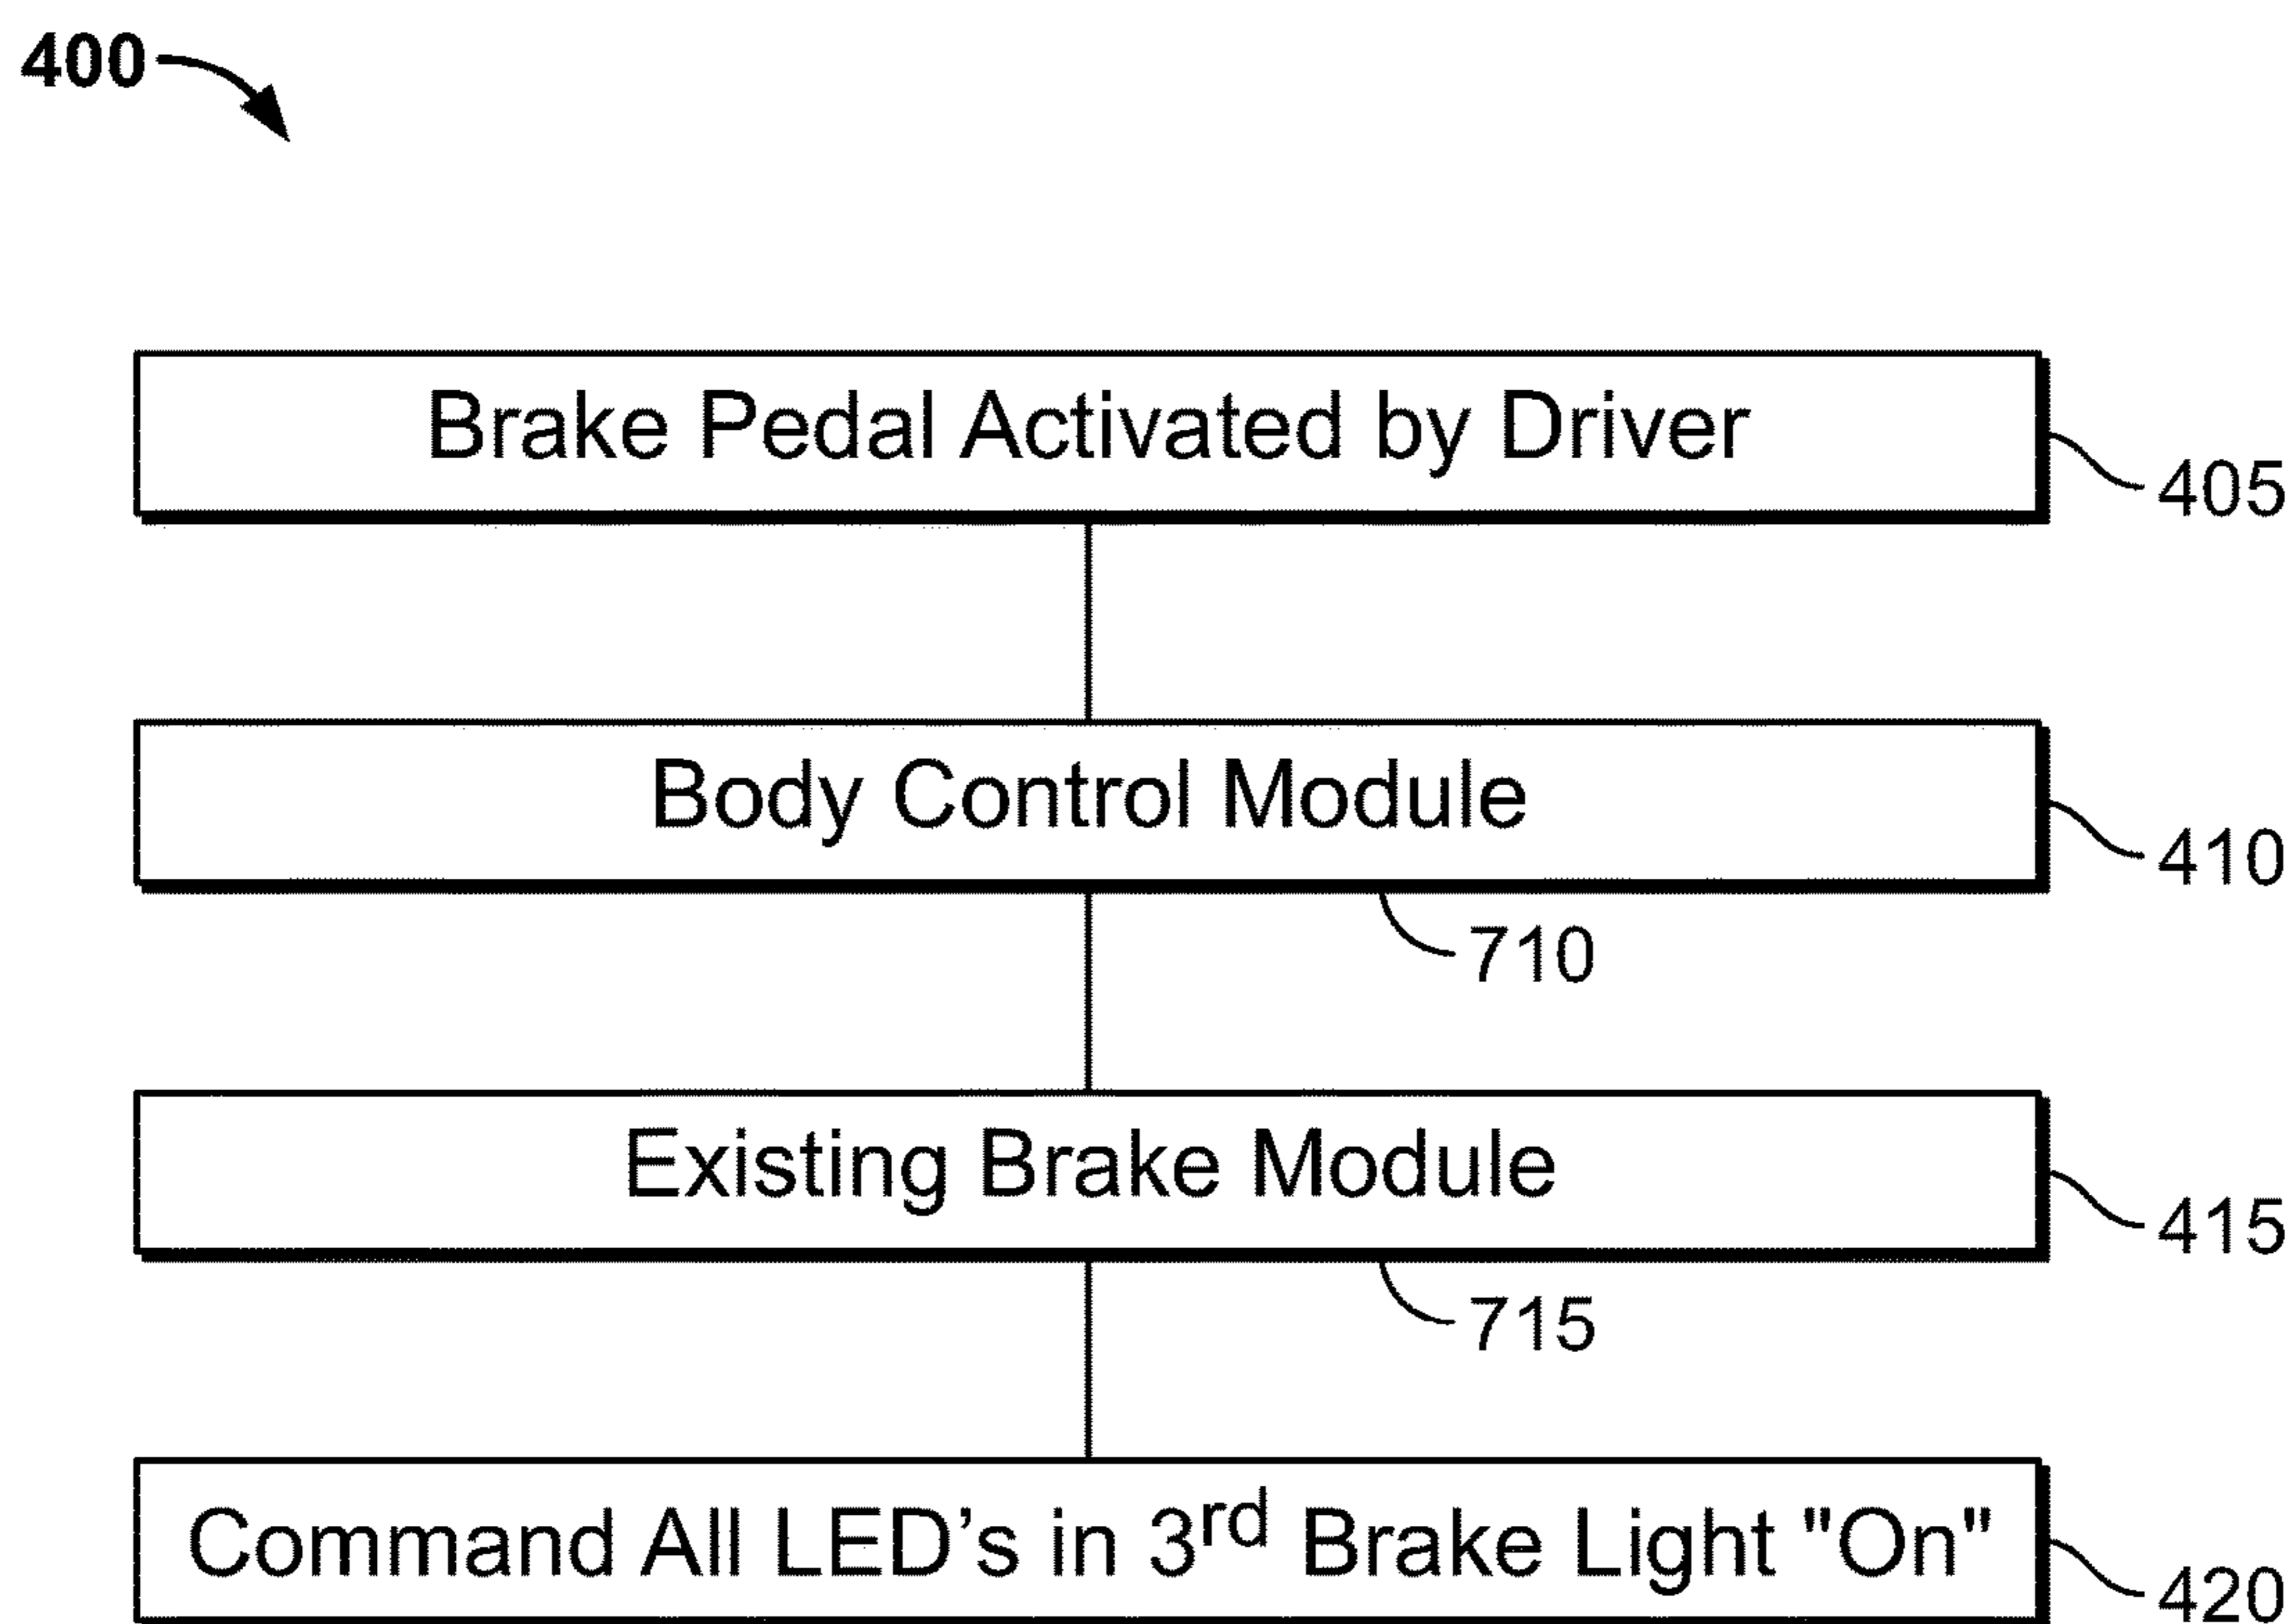 400
Brake Pedal Activated by Driver
405
Body Control Module
410
710
Existing Brake Module
415
715
Command All LED’s in 3rd Brake Light "On"
420